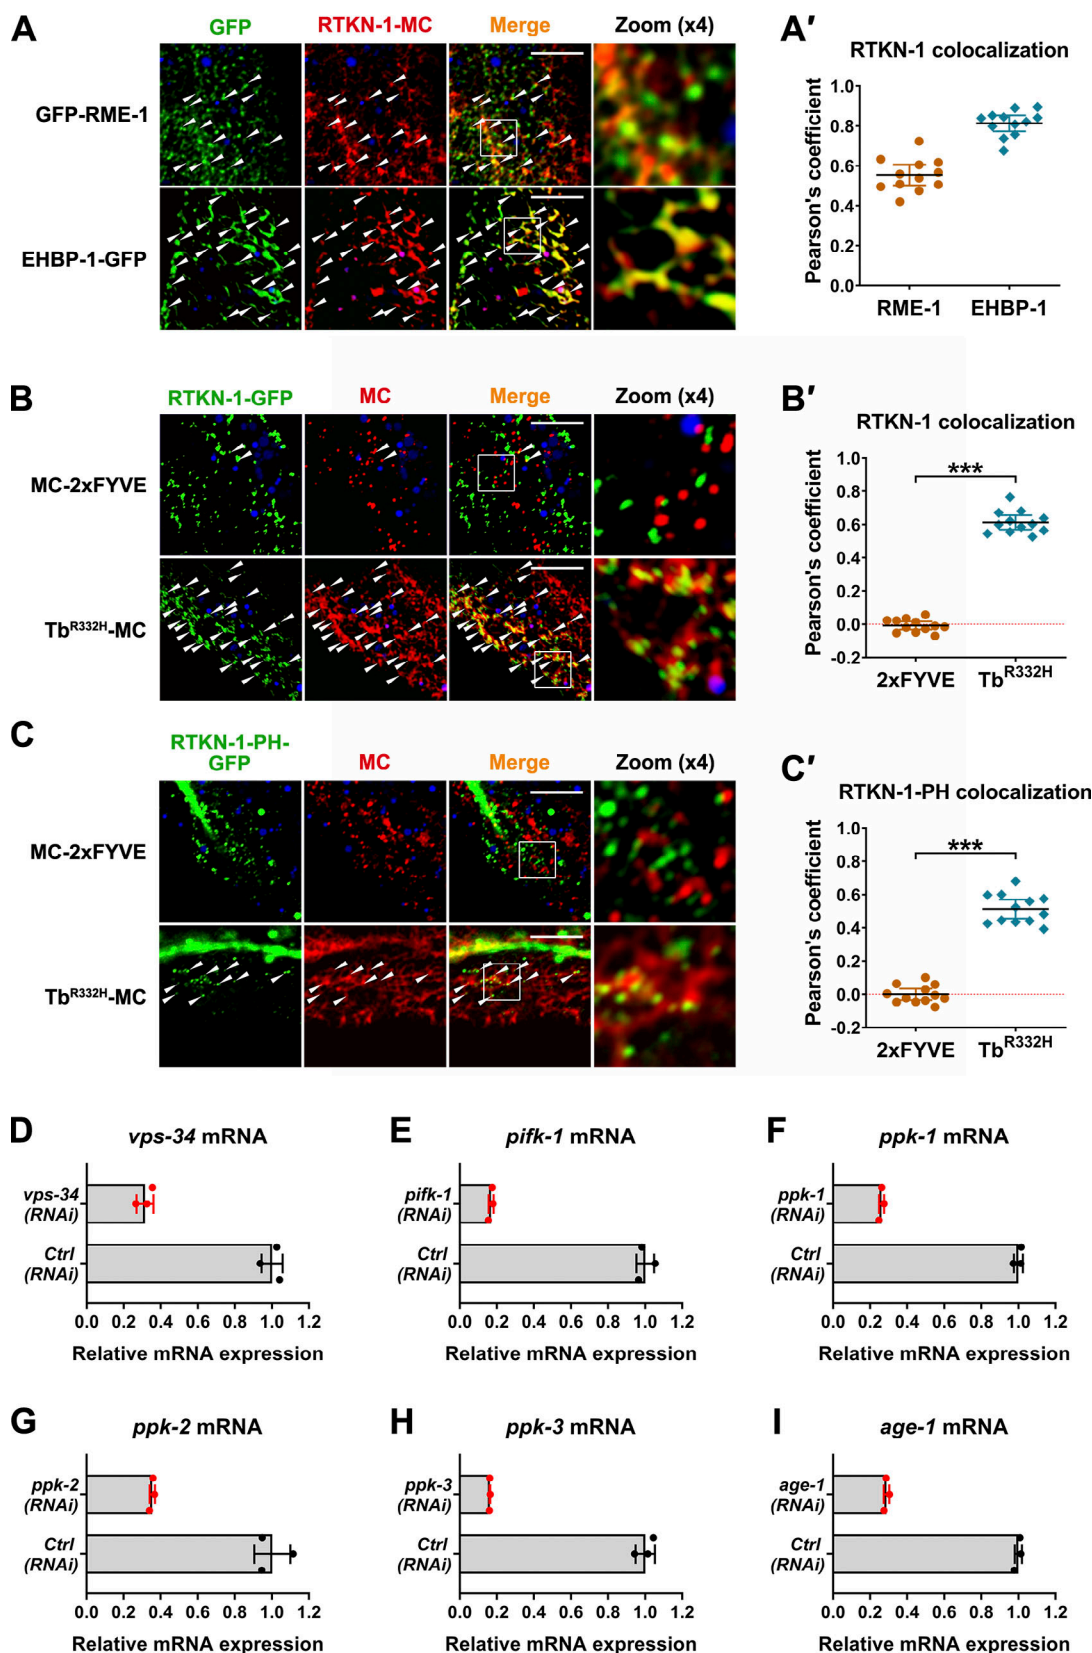 A
GFP
RTKN-1-MC
Merge
Zoom (x4)
GFP-RME-1
EHBP-1-GFP
A′
RTKN-1 colocalization
Pearson's coefficient
1.0
0.8
0.6
0.4
0.2
0.0
RME-1
EHBP-1
B
RTKN-1-GFP
MC
Merge
Zoom (x4)
MC-2xFYVE
Tb^R332H-MC
B′
RTKN-1 colocalization
Pearson's coefficient
1.0
0.8
0.6
0.4
0.2
0.0
-0.2
***
2xFYVE
Tb^R332H
C
RTKN-1-PH-
GFP
MC
Merge
Zoom (x4)
MC-2xFYVE
Tb^R332H-MC
C′
RTKN-1-PH colocalization
Pearson's coefficient
1.0
0.8
0.6
0.4
0.2
0.0
-0.2
***
2xFYVE
Tb^R332H
D
vps-34 mRNA
vps-34
(RNAi)
Ctrl
(RNAi)
0.0 0.2 0.4 0.6 0.8 1.0 1.2
Relative mRNA expression
E
pifk-1 mRNA
pifk-1
(RNAi)
Ctrl
(RNAi)
0.0 0.2 0.4 0.6 0.8 1.0 1.2
Relative mRNA expression
F
ppk-1 mRNA
ppk-1
(RNAi)
Ctrl
(RNAi)
0.0 0.2 0.4 0.6 0.8 1.0 1.2
Relative mRNA expression
G
ppk-2 mRNA
ppk-2
(RNAi)
Ctrl
(RNAi)
0.0 0.2 0.4 0.6 0.8 1.0 1.2
Relative mRNA expression
H
ppk-3 mRNA
ppk-3
(RNAi)
Ctrl
(RNAi)
0.0 0.2 0.4 0.6 0.8 1.0 1.2
Relative mRNA expression
I
age-1 mRNA
age-1
(RNAi)
Ctrl
(RNAi)
0.0 0.2 0.4 0.6 0.8 1.0 1.2
Relative mRNA expression